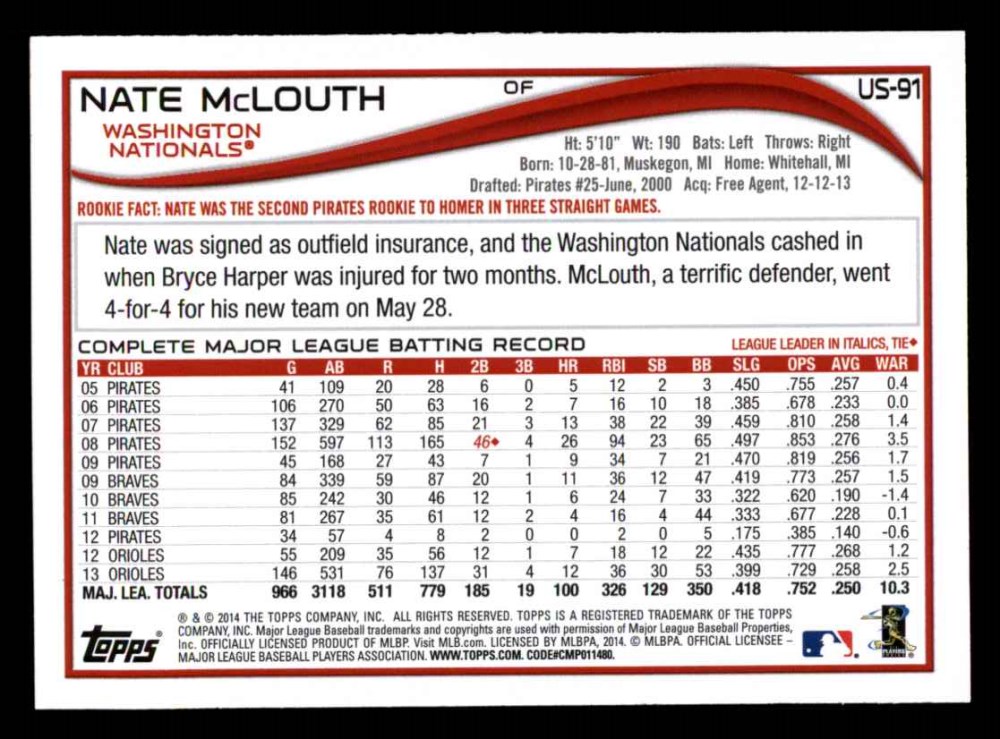 NATE McLOUTH OF US-91
WASHINGTON
NATIONALS®
Ht: 5'10" Wt: 190 Bats: Left Throws: Right
Born: 10-28-81, Muskegon, MI Home: Whitehall, MI
Drafted: Pirates #25-June, 2000 Acq: Free Agent, 12-12-13
ROOKIE FACT: NATE WAS THE SECOND PIRATES ROOKIE TO HOMER IN THREE STRAIGHT GAMES.
Nate was signed as outfield insurance, and the Washington Nationals cashed in
when Bryce Harper was injured for two months. McLouth, a terrific defender, went
4-for-4 for his new team on May 28.
COMPLETE MAJOR LEAGUE BATTING RECORD LEAGUE LEADER IN ITALICS, TIE♦
YR CLUB G AB R H 2B 3B HR RBI SB BB SLG OPS AVG WAR
05 PIRATES 41 109 20 28 6 0 5 12 2 3 .450 .755 .257 0.4
06 PIRATES 106 270 50 63 16 2 7 16 10 18 .385 .678 .233 0.0
07 PIRATES 137 329 62 85 21 3 13 38 22 39 .459 .810 .258 1.4
08 PIRATES 152 597 113 165 46♦ 4 26 94 23 65 .497 .853 .276 3.5
09 PIRATES 45 168 27 43 7 1 9 34 7 21 .470 .819 .256 1.7
09 BRAVES 84 339 59 87 20 1 11 36 12 47 .419 .773 .257 1.5
10 BRAVES 85 242 30 46 12 1 6 24 7 33 .322 .620 .190 -1.4
11 BRAVES 81 267 35 61 12 2 4 16 4 44 .333 .677 .228 0.1
12 PIRATES 34 57 4 8 2 0 0 2 0 5 .175 .385 .140 -0.6
12 ORIOLES 55 209 35 56 12 1 7 18 12 22 .435 .777 .268 1.2
13 ORIOLES 146 531 76 137 31 4 12 36 30 53 .399 .729 .258 2.5
MAJ. LEA. TOTALS 966 3118 511 779 185 19 100 326 129 350 .418 .752 .250 10.3
® & © 2014 THE TOPPS COMPANY, INC. ALL RIGHTS RESERVED. TOPPS IS A REGISTERED TRADEMARK OF THE TOPPS
COMPANY, INC. Major League Baseball trademarks and copyrights are used with permission of Major League Baseball Properties,
Inc. OFFICIALLY LICENSED PRODUCT OF MLBP. Visit MLB.com. LICENSED BY MLBPA, 2014. © MLBPA. OFFICIAL LICENSEE –
MAJOR LEAGUE BASEBALL PLAYERS ASSOCIATION. WWW.TOPPS.COM. CODE#CMP011480.
Topps®